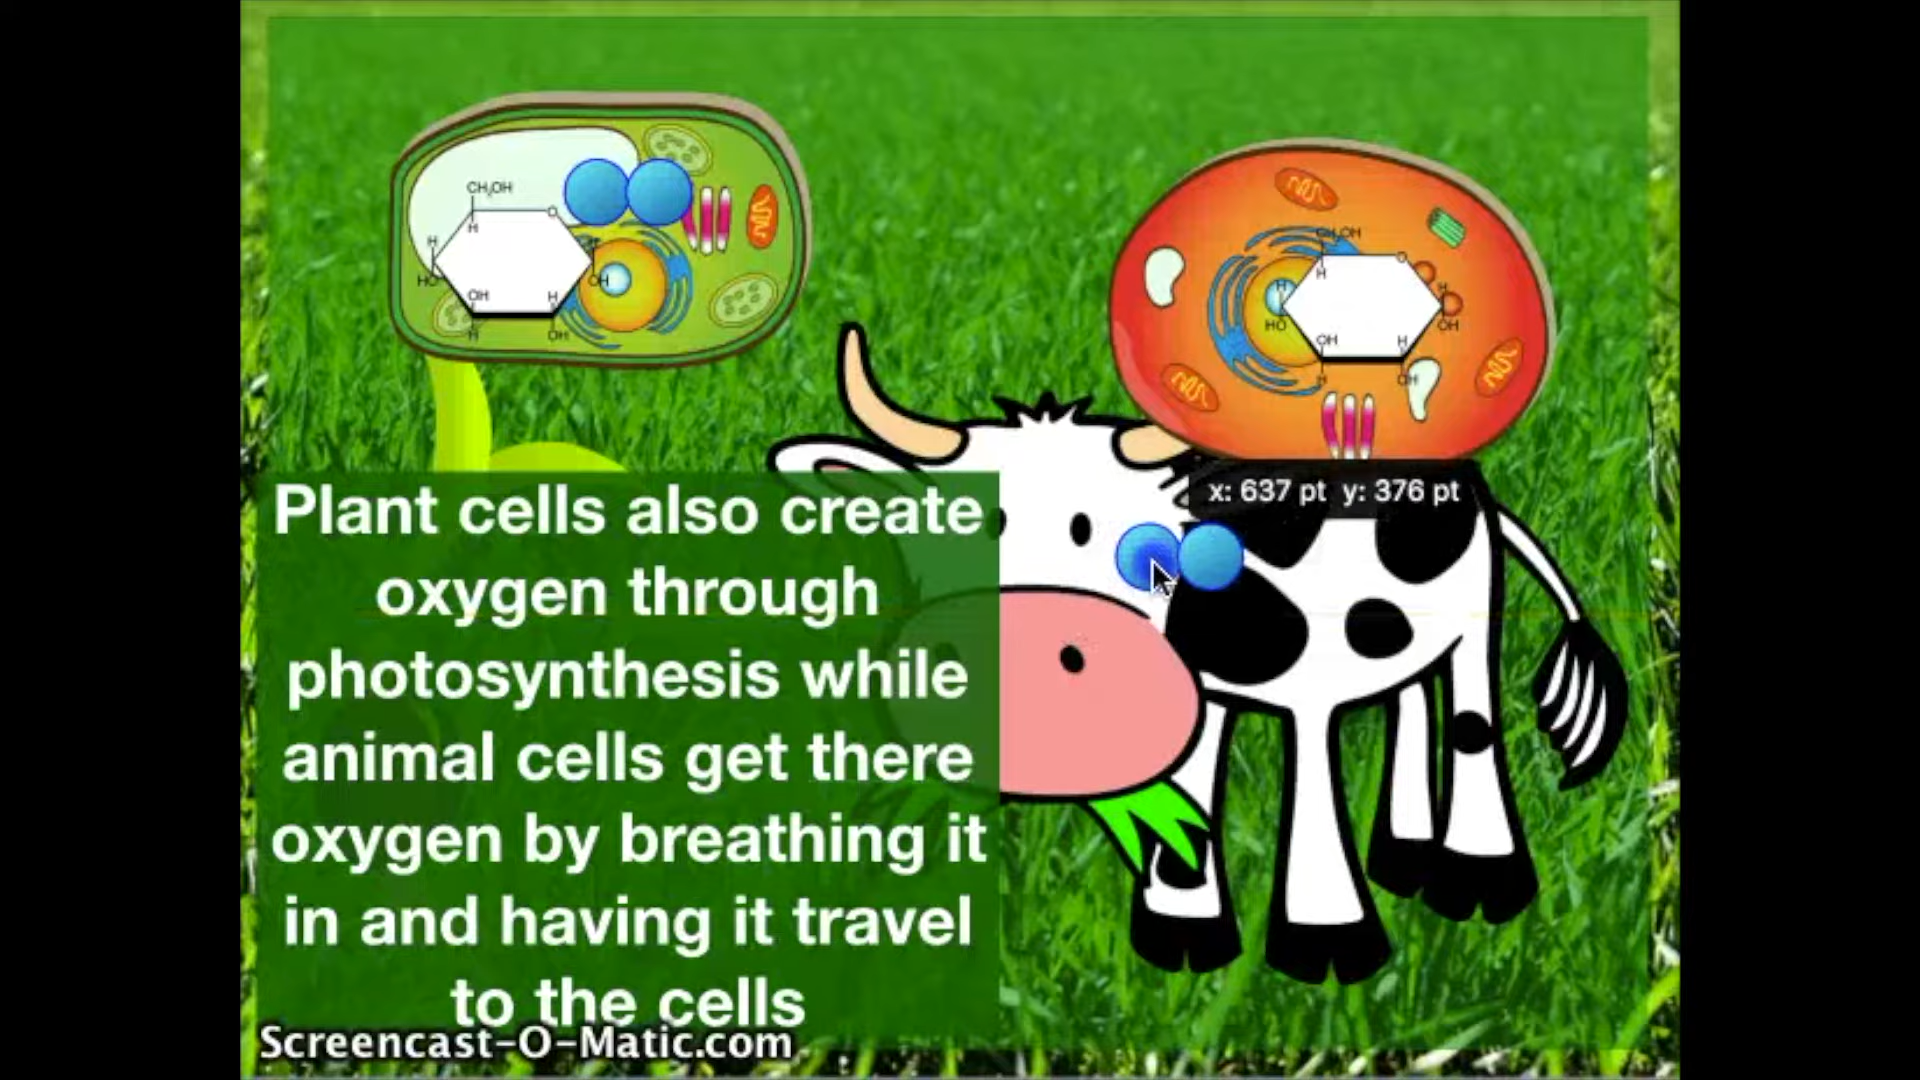 CH₂OH
O
H
H
OH
HO
OH
H
H
OH
CH₂OH
O
H
H
H
HO
OH
OH
H
H
OH
x: 637 pt y: 376 pt
Plant cells also create
oxygen through
photosynthesis while
animal cells get there
oxygen by breathing it
in and having it travel
to the cells
Screencast-O-Matic.com